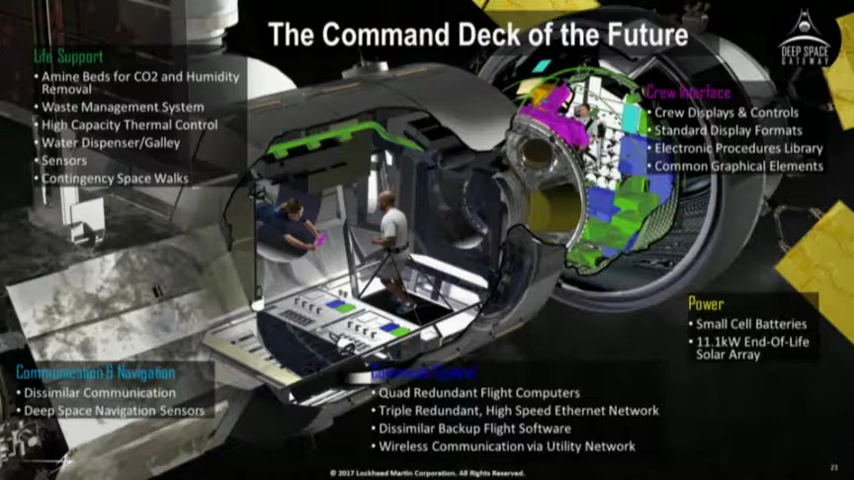 The Command Deck of the Future
DEEP SPACE
GATEWAY
Life Support
• Amine Beds for CO2 and Humidity
Removal
• Waste Management System
• High Capacity Thermal Control
• Water Dispenser/Galley
• Sensors
• Contingency Space Walks
Crew Interface
• Crew Displays & Controls
• Standard Display Formats
• Electronic Procedures Library
• Common Graphical Elements
Power
• Small Cell Batteries
• 11.1kW End-Of-Life
Solar Array
Communication & Navigation
• Dissimilar Communication
• Deep Space Navigation Sensors
• Quad Redundant Flight Computers
• Triple Redundant, High Speed Ethernet Network
• Dissimilar Backup Flight Software
• Wireless Communication via Utility Network
© 2017 Lockheed Martin Corporation. All Rights Reserved.
23